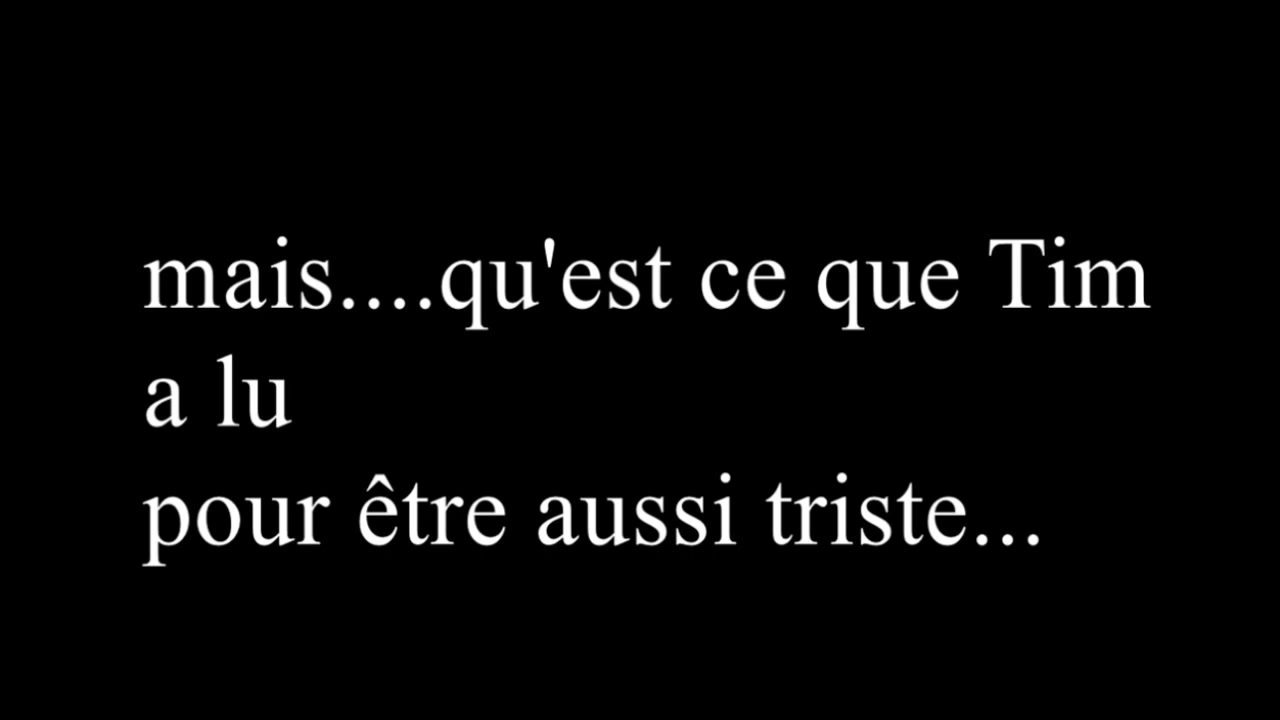 mais....qu'est ce que Tim
a lu
pour être aussi triste...